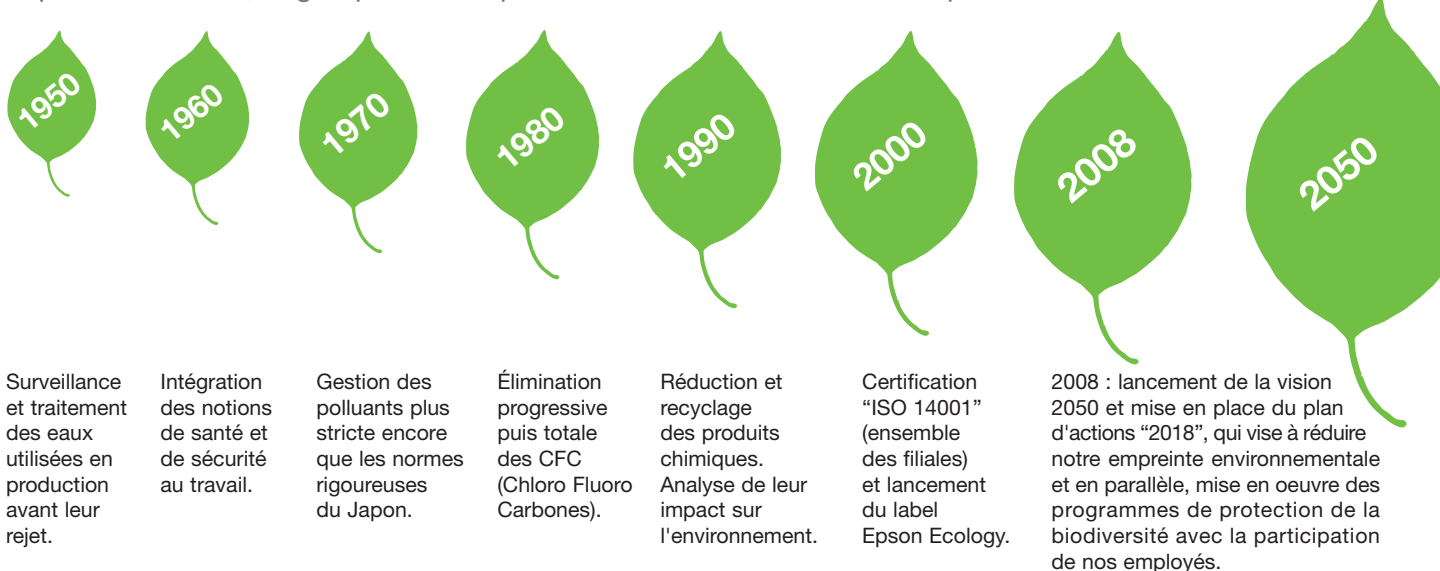 1950
1960
1970
1980
1990
2000
2008
2050
Surveillance
et traitement
des eaux
utilisées en
production
avant leur
rejet.
Intégration
des notions
de santé et
de sécurité
au travail.
Gestion des
polluants plus
stricte encore
que les normes
rigoureuses
du Japon.
Élimination
progressive
puis totale
des CFC
(Chloro Fluoro
Carbones).
Réduction et
recyclage
des produits
chimiques.
Analyse de leur
impact sur
l'environnement.
Certification
“ISO 14001”
(ensemble
des filiales)
et lancement
du label
Epson Ecology.
2008 : lancement de la vision
2050 et mise en place du plan
d'actions “2018”, qui vise à réduire
notre empreinte environnementale
et en parallèle, mise en oeuvre des
programmes de protection de la
biodiversité avec la participation
de nos employés.